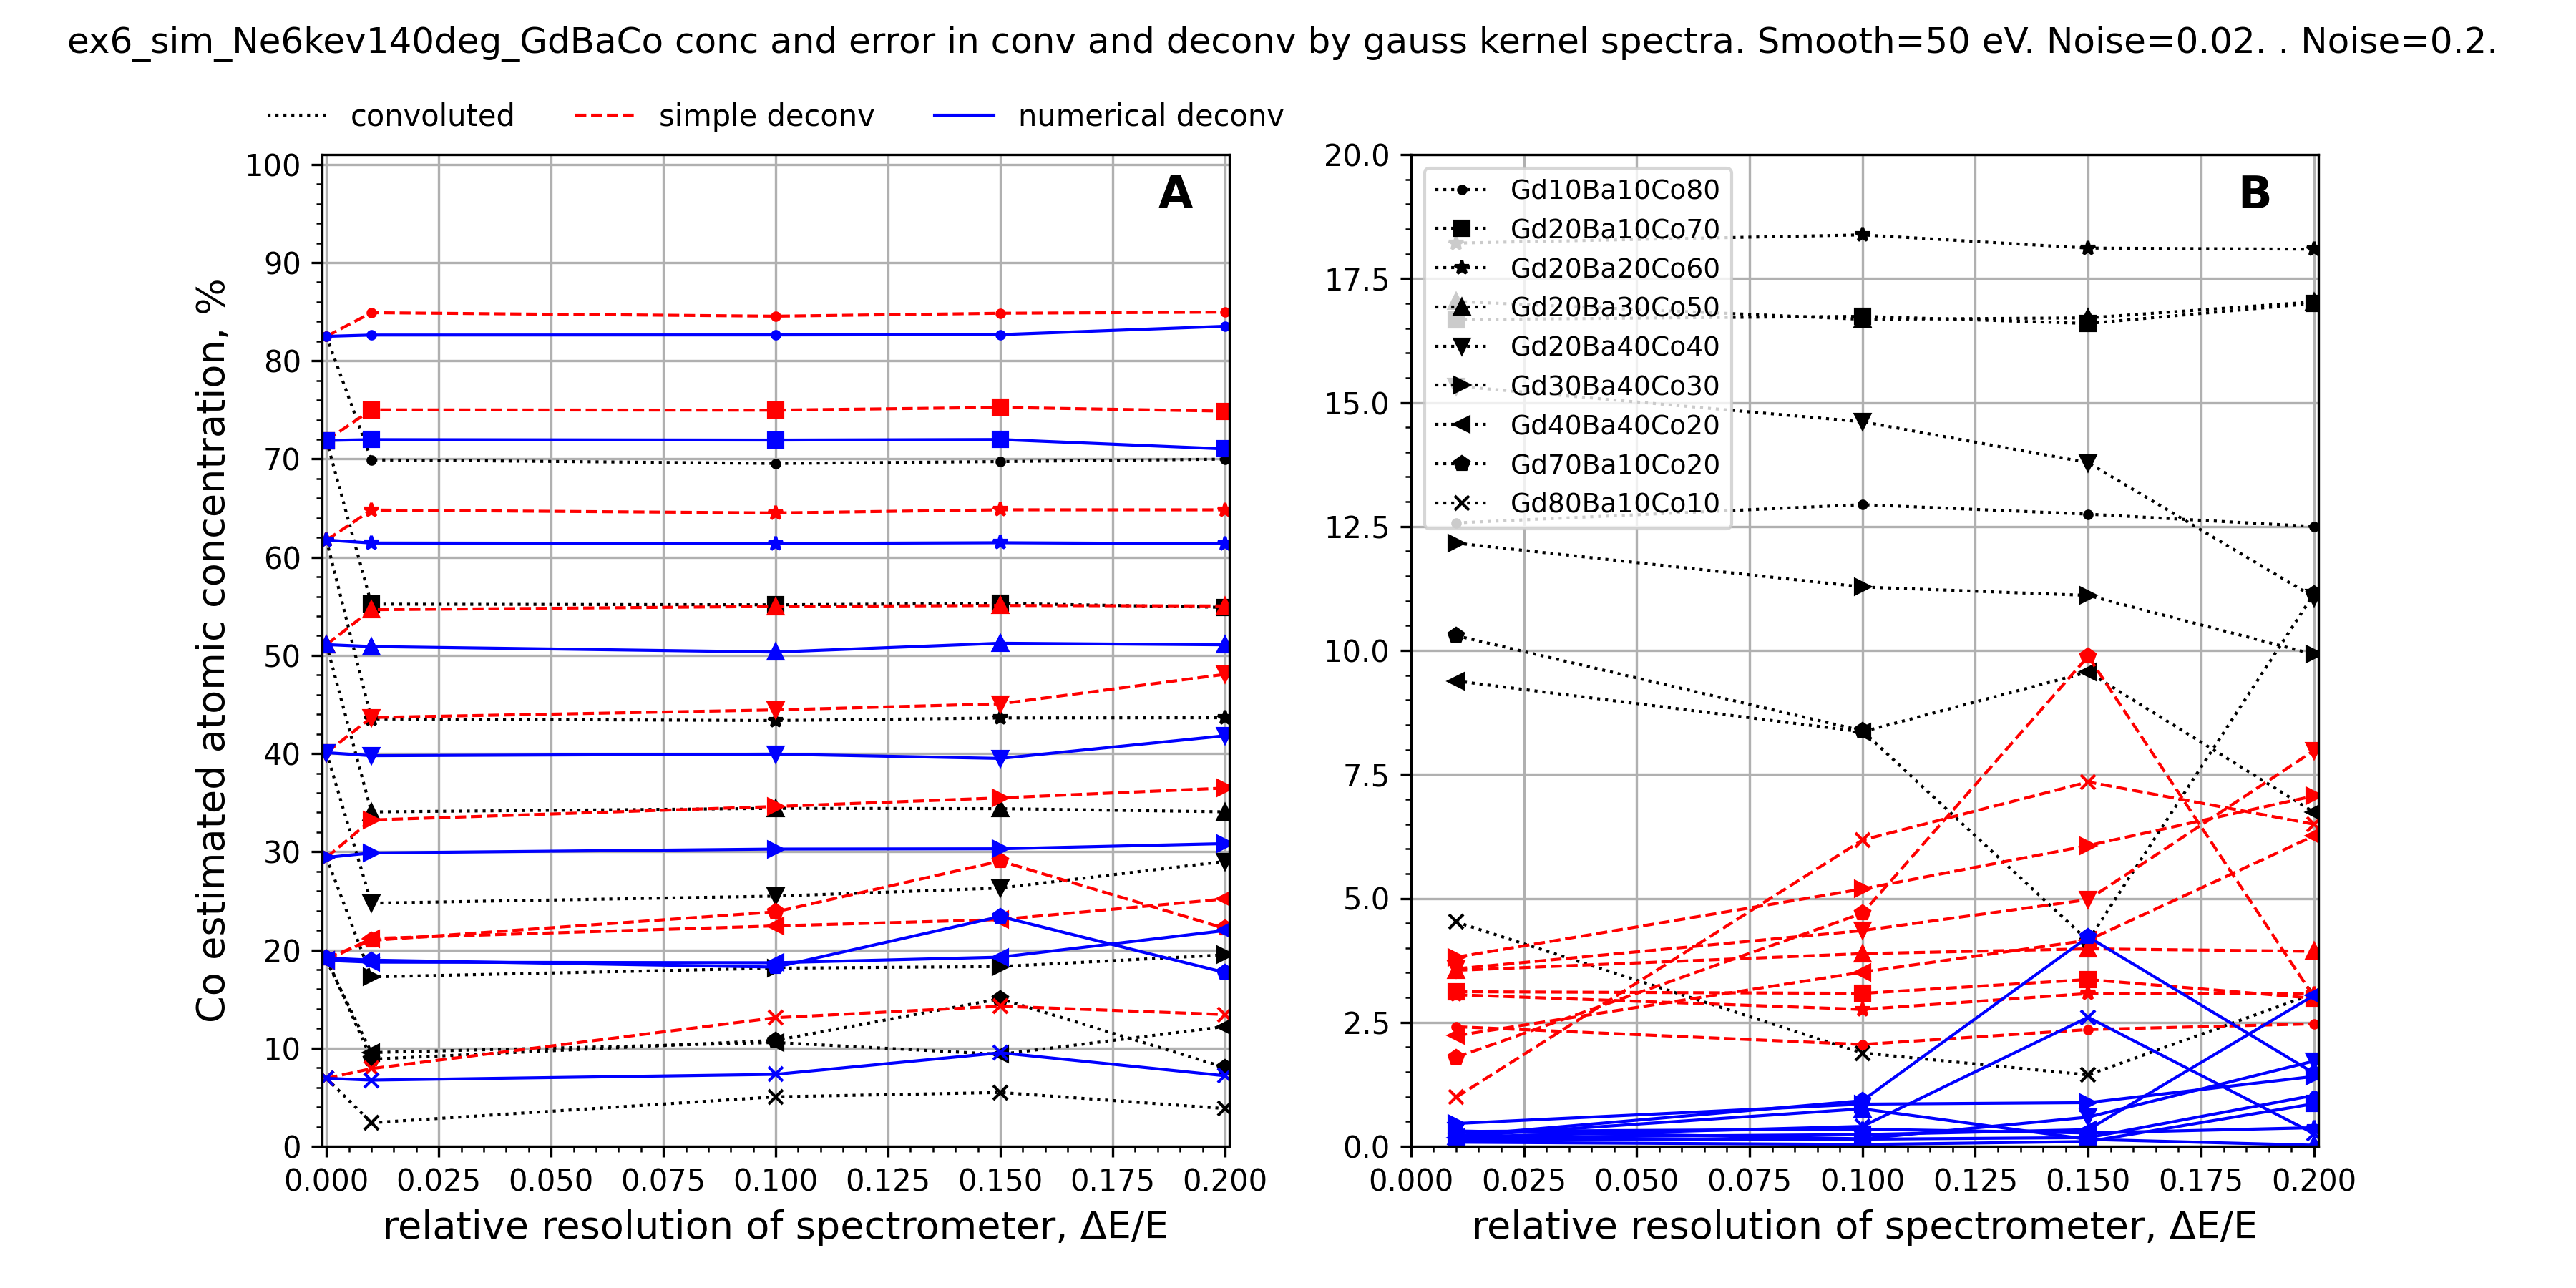 ex6_sim_Ne6kev140deg_GdBaCo conc and error in conv and deconv by gauss kernel spectra. Smooth=50 eV. Noise=0.02. . Noise=0.2.
convoluted simple deconv numerical deconv
A
Co estimated atomic concentration, %
100
90
80
70
60
50
40
30
20
10
0
0.000 0.025 0.050 0.075 0.100 0.125 0.150 0.175 0.200
relative resolution of spectrometer, ΔE/E
B
20.0
17.5
15.0
12.5
10.0
7.5
5.0
2.5
0.0
Gd10Ba10Co80
Gd20Ba10Co70
Gd20Ba20Co60
Gd20Ba30Co50
Gd20Ba40Co40
Gd30Ba40Co30
Gd40Ba40Co20
Gd70Ba10Co20
Gd80Ba10Co10
0.000 0.025 0.050 0.075 0.100 0.125 0.150 0.175 0.200
relative resolution of spectrometer, ΔE/E